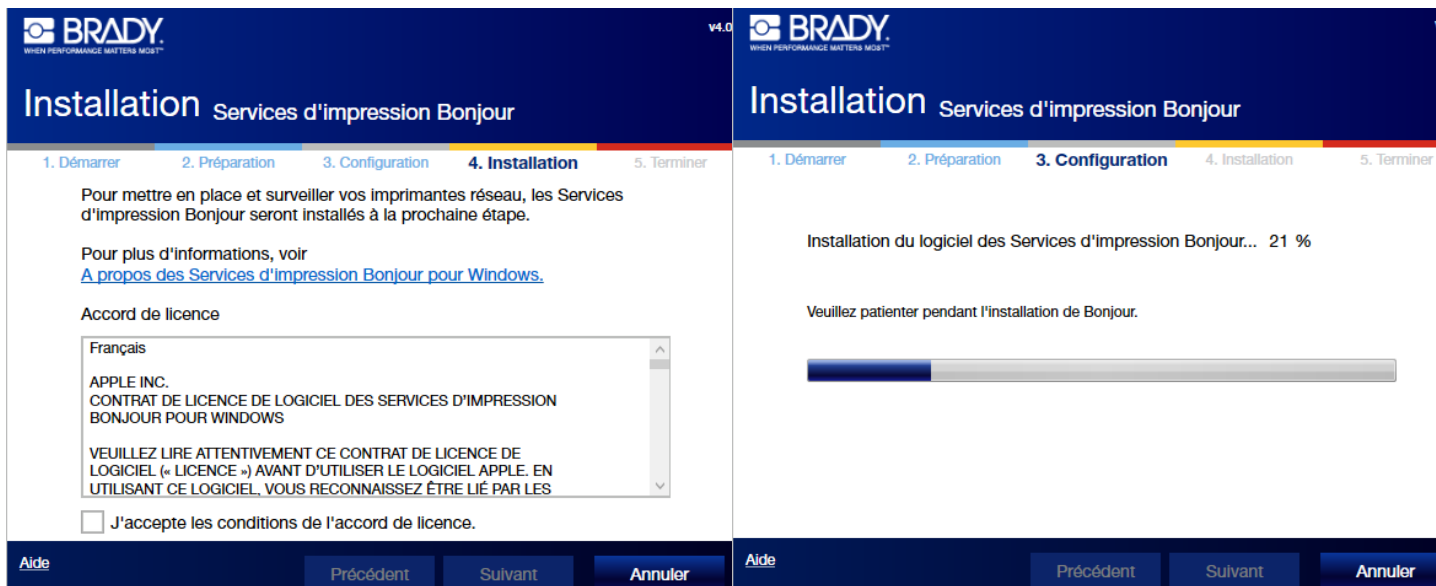 BRADY.
WHEN PERFORMANCE MATTERS MOST™
v4.0
Installation Services d'impression Bonjour
1. Démarrer 2. Préparation 3. Configuration 4. Installation 5. Terminer
Pour mettre en place et surveiller vos imprimantes réseau, les Services
d'impression Bonjour seront installés à la prochaine étape.
Pour plus d'informations, voir
A propos des Services d'impression Bonjour pour Windows.
Accord de licence
Français
APPLE INC.
CONTRAT DE LICENCE DE LOGICIEL DES SERVICES D'IMPRESSION
BONJOUR POUR WINDOWS
VEUILLEZ LIRE ATTENTIVEMENT CE CONTRAT DE LICENCE DE
LOGICIEL (« LICENCE ») AVANT D'UTILISER LE LOGICIEL APPLE. EN
UTILISANT CE LOGICIEL, VOUS RECONNAISSEZ ÊTRE LIÉ PAR LES
J'accepte les conditions de l'accord de licence.
Aide Précédent Suivant Annuler
BRADY.
WHEN PERFORMANCE MATTERS MOST™
Installation Services d'impression Bonjour
1. Démarrer 2. Préparation 3. Configuration 4. Installation 5. Terminer
Installation du logiciel des Services d'impression Bonjour... 21 %
Veuillez patienter pendant l'installation de Bonjour.
Aide Précédent Suivant Annuler